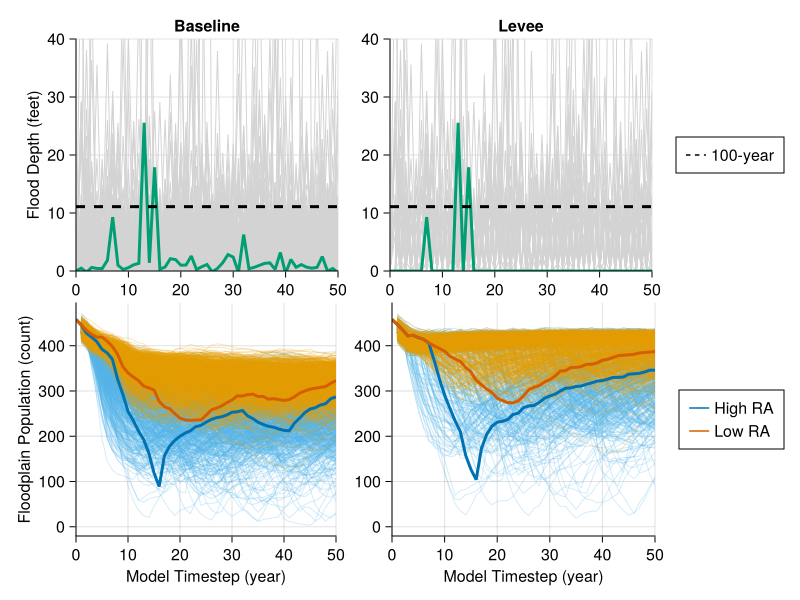 Baseline
Levee
Flood Depth (feet)
40
30
20
10
0
0 10 20 30 40 50
40
30
20
10
0
0 10 20 30 40 50
100-year
Floodplain Population (count)
400
300
200
100
0
0 10 20 30 40 50
Model Timestep (year)
400
300
200
100
0
0 10 20 30 40 50
Model Timestep (year)
High RA
Low RA